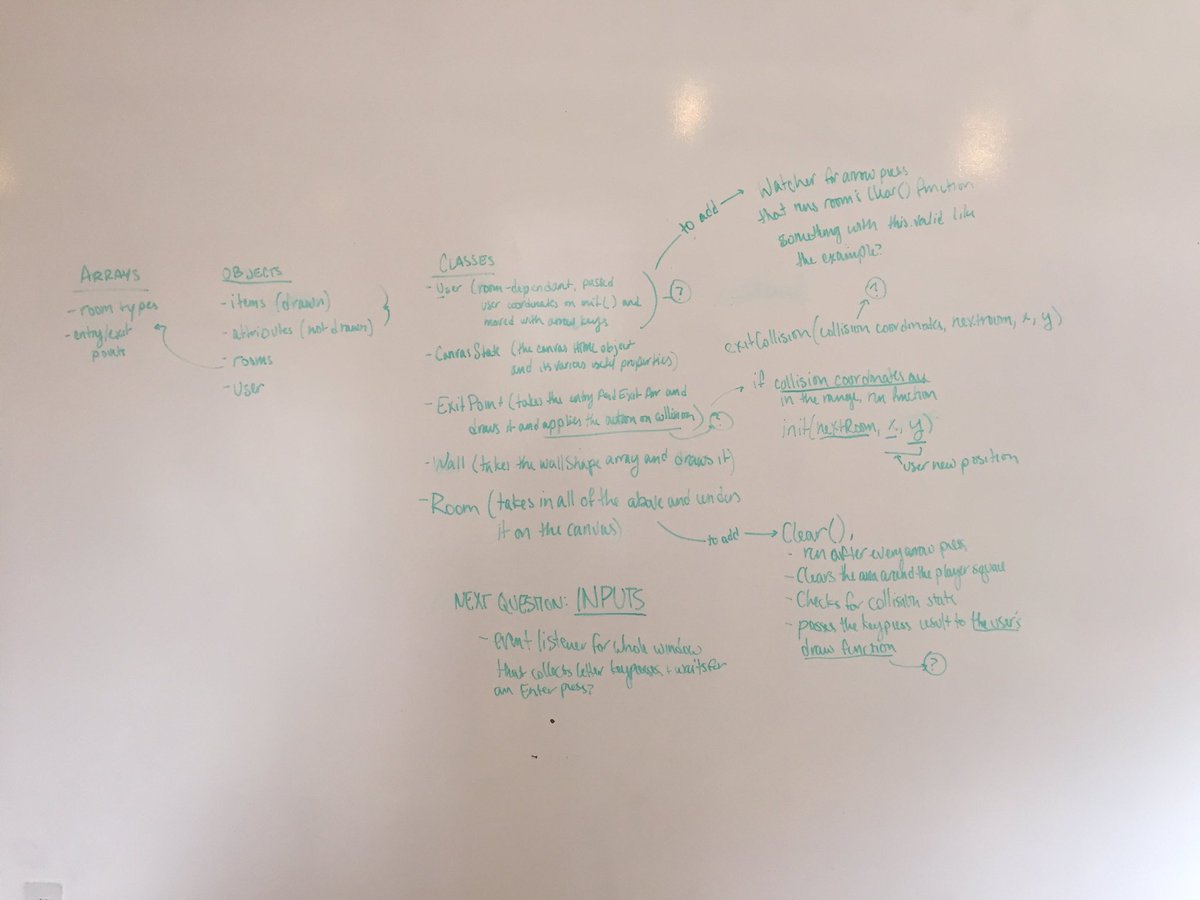 ARRAYS
- room types
- entry/exit
points
OBJECTS
- items (drawn)
- attributes (not drawn)
- rooms
- user
CLASSES
- User (room-dependant, passed
user coordinates on init() and
moved with arrow keys
?
- CanvasState (the canvas HTML object
and its various useful properties)
- ExitPoint (takes the entry And Exit Arr and
draws it and applies the action on collision)
?
- Wall (takes the wallShape array and draws it)
- Room (takes in all of the above and renders
it on the canvas)
to add
Watcher for arrow press
that runs room's clear() function
something with this.valid like
the example?
?
exitCollision(collision coordinates, nextroom, x, y)
if collision coordinates are
in the range, run function
init(nextRoom, x, y)
user new position
to add
Clear(),
- run after every arrow press
- Clears the area around the player square
- Checks for collision state
- passes the keypress result to the user's
draw function
?
NEXT QUESTION: INPUTS
- event listener for whole window
that collects letter keypresses + waits for
an Enter press?